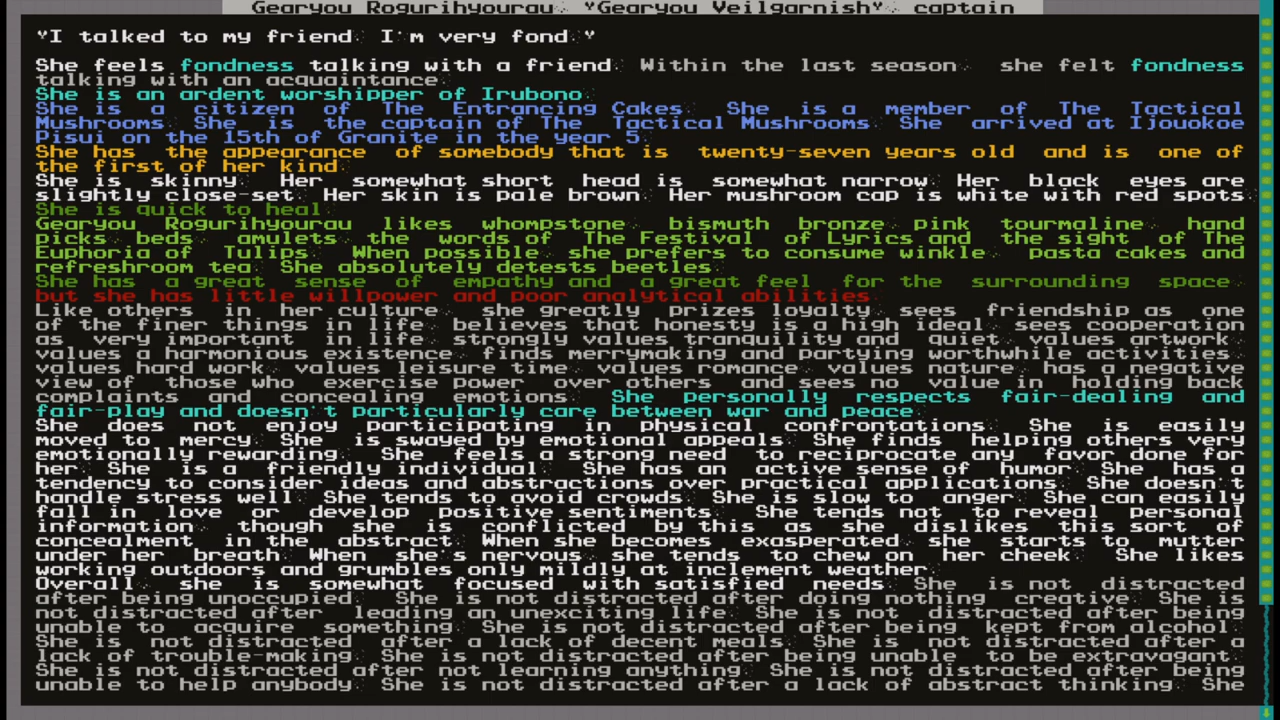 Gearyou Rogurihyourau, "Gearyou Veilgarnish", captain
"I talked to my friend. I'm very fond."
She feels fondness talking with a friend. Within the last season, she felt fondness
talking with an acquaintance.
She is an ardent worshipper of Irubono.
She is a citizen of The Entrancing Cakes. She is a member of The Tactical
Mushrooms. She is the captain of The Tactical Mushrooms. She arrived at Ijouokoe
Pisui on the 15th of Granite in the year 5.
She has the appearance of somebody that is twenty-seven years old and is one of
the first of her kind.
She is skinny. Her somewhat short head is somewhat narrow. Her black eyes are
slightly close set. Her skin is pale brown. Her mushroom cap is white with red spots.
She is quick to heal.
Gearyou Rogurihyourau likes whompstone, bismuth bronze, pink tourmaline, hand
picks, beds, amulets, the words of The Festival of Lyrics and the sight of The
Euphoria of Tulips. When possible, she prefers to consume winkle, pasta cakes and
refreshroom tea. She absolutely detests beetles.
She has a great sense of empathy and a great feel for the surrounding space,
but she has little willpower and poor analytical abilities.
Like others in her culture, she greatly prizes loyalty, sees friendship as one
of the finer things in life, believes that honesty is a high ideal, sees cooperation
as very important in life, strongly values tranquility and quiet, values artwork,
values a harmonious existence, finds merrymaking and partying worthwhile activities,
values hard work, values leisure time, values romance, values nature, has a negative
view of those who exercise power over others and sees no value in holding back
complaints and concealing emotions. She personally respects fair-dealing and
fair-play and doesn't particularly care between war and peace.
She does not enjoy participating in physical confrontations. She is easily
moved to mercy. She is swayed by emotional appeals. She finds helping others very
emotionally rewarding. She feels a strong need to reciprocate any favor done for
her. She is a friendly individual. She has an active sense of humor. She has a
tendency to consider ideas and abstractions over practical applications. She doesn't
handle stress well. She tends to avoid crowds. She is slow to anger. She can easily
fall in love or develop positive sentiments. She tends not to reveal personal
information, though she is conflicted by this as she dislikes this sort of
concealment in the abstract. When she becomes exasperated, she starts to mutter
under her breath. When she's nervous, she tends to chew on her cheek. She likes
working outdoors and grumbles only mildly at inclement weather.
Overall, she is somewhat focused with satisfied needs. She is not distracted
after being unoccupied. She is not distracted after doing nothing creative. She is
not distracted after leading an unexciting life. She is not distracted after being
unable to acquire something. She is not distracted after being kept from alcohol.
She is not distracted after a lack of decent meals. She is not distracted after a
lack of trouble-making. She is not distracted after being unable to be extravagant.
She is not distracted after not learning anything. She is not distracted after being
unable to help anybody. She is not distracted after a lack of abstract thinking. She